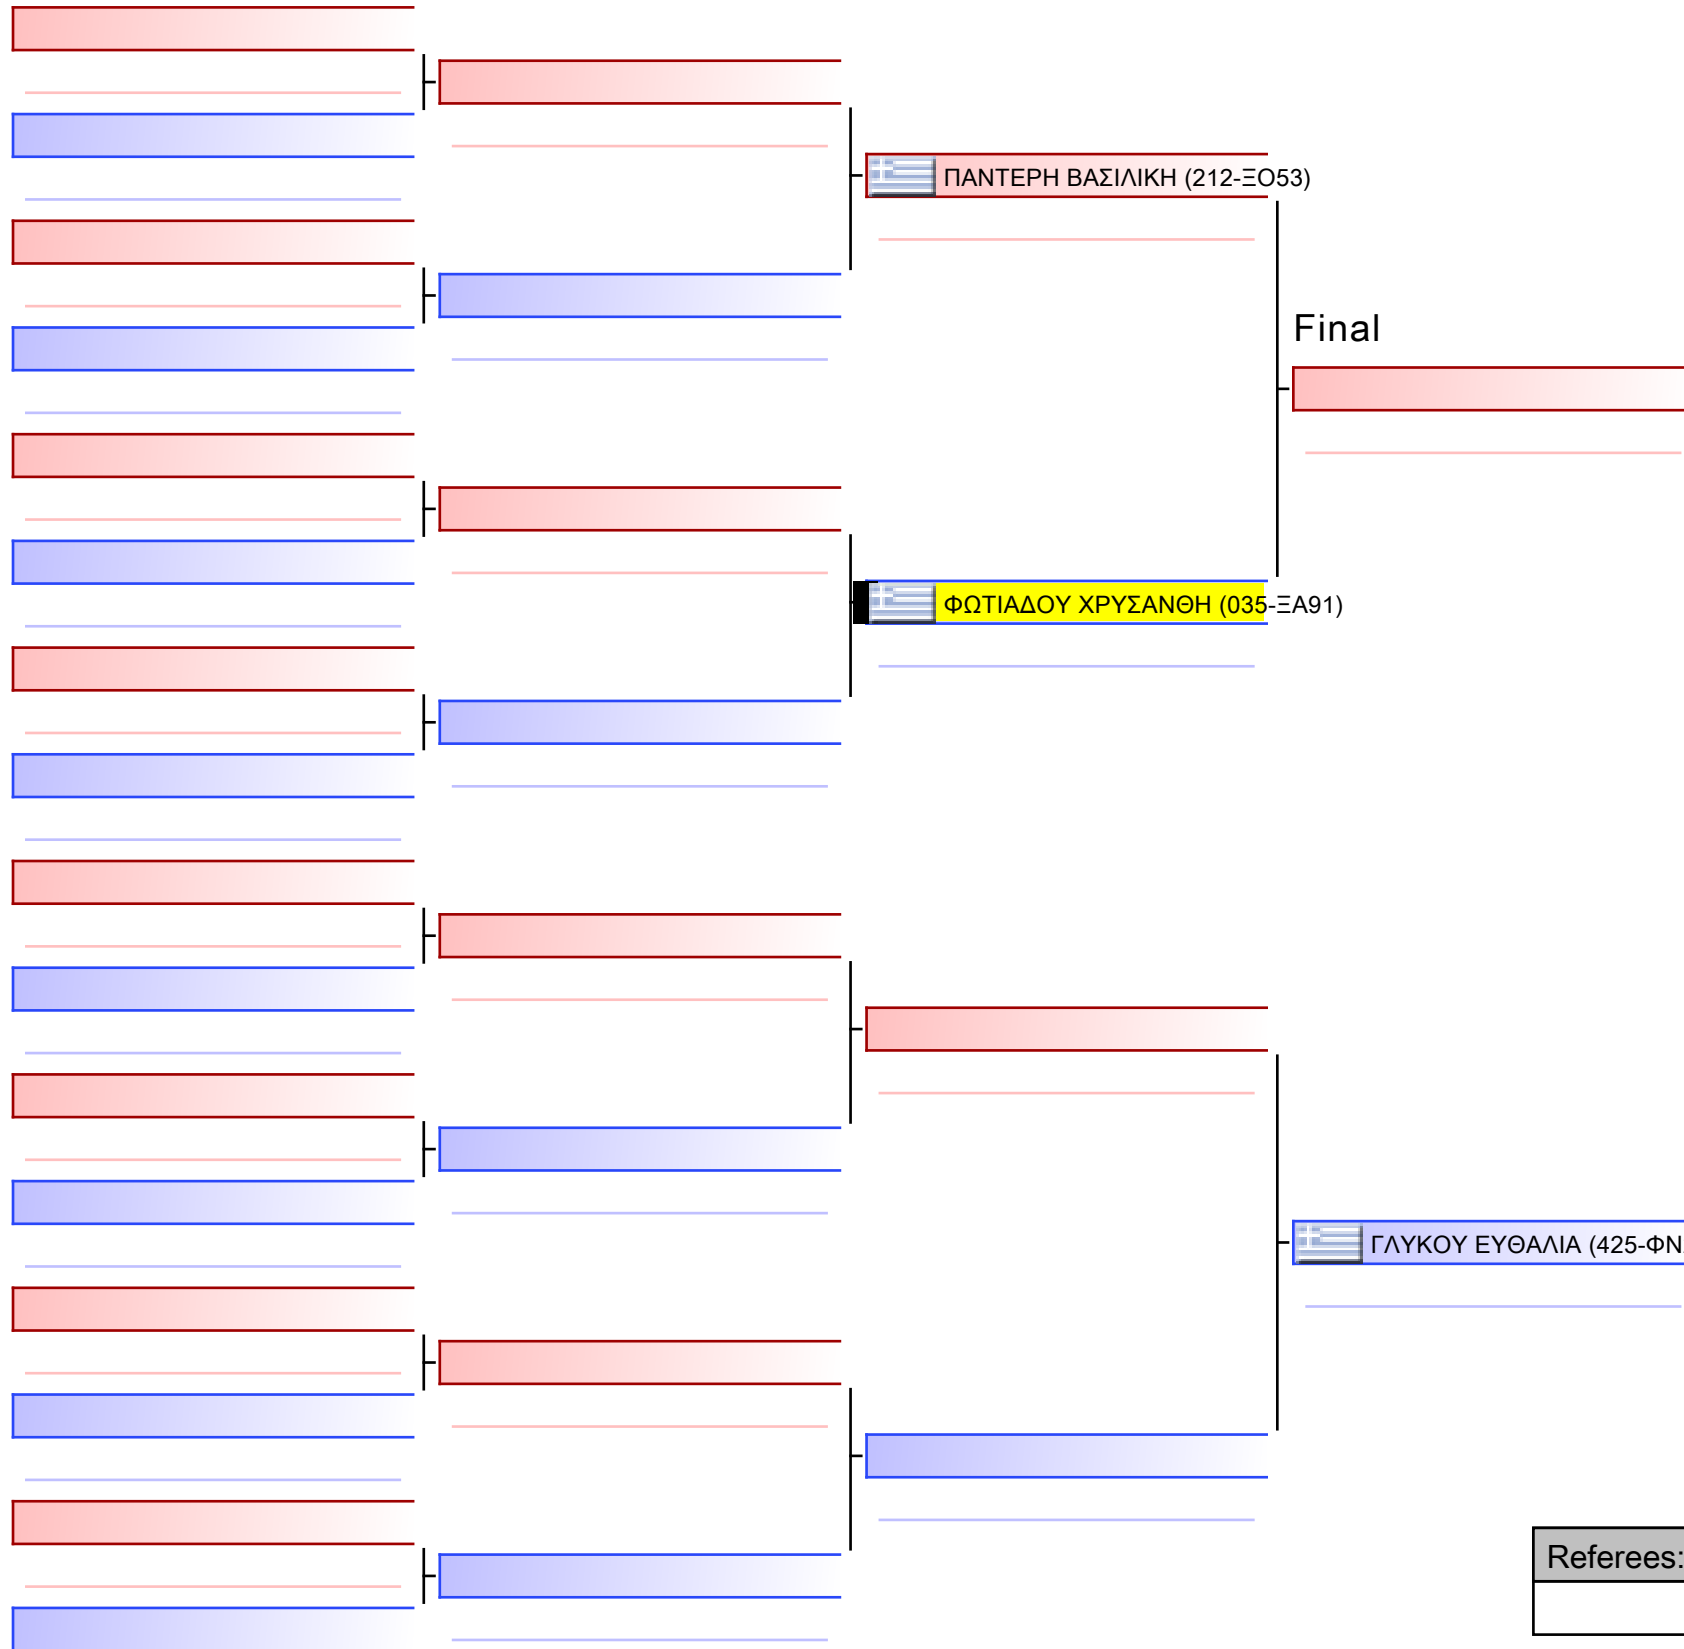 ΠΑΝΤΕΡΗ ΒΑΣΙΛΙΚΗ (212-ΞΟ53)
Final
ΦΩΤΙΑΔΟΥ ΧΡΥΣΑΝΘΗ (035-ΞΑ91)
ΓΛΥΚΟΥ ΕΥΘΑΛΙΑ (425-ΦΝ
Referees: